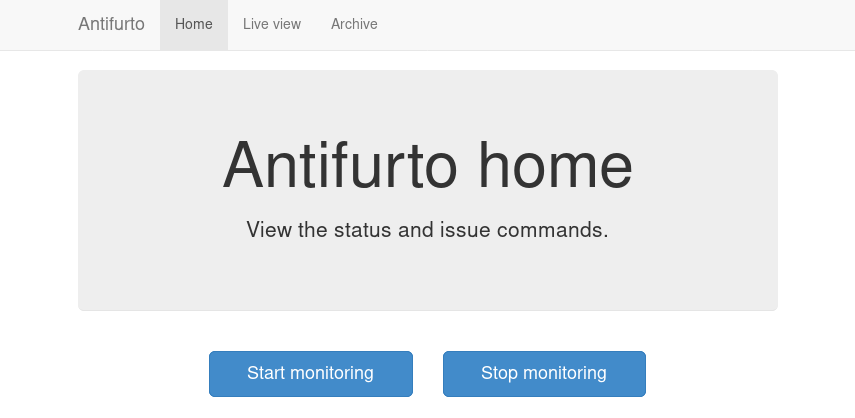 Antifurto Home Live view Archive
Antifurto home
View the status and issue commands.
Start monitoring Stop monitoring